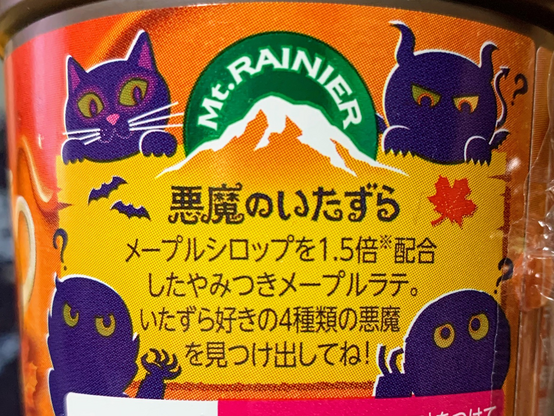 Mt. RAINIER
悪魔のいたずら
メープルシロップを1.5倍※配合
したやみつきメープルラテ。
いたずら好きの4種類の悪魔
を見つけ出してね!
?
?
?